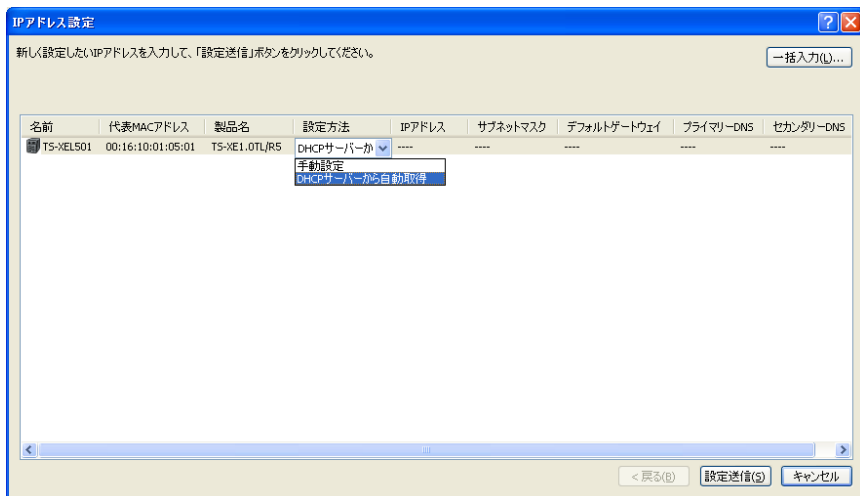 IPアドレス設定
新しく設定したいIPアドレスを入力して、「設定送信」ボタンをクリックしてください。
一括入力(L)...
名前 代表MACアドレス 製品名 設定方法 IPアドレス サブネットマスク デフォルトゲートウェイ プライマリーDNS セカンダリーDNS
TS-XEL501 00:16:10:01:05:01 TS-XE1.0TL/R5 DHCPサーバーか ---- ---- ---- ---- ----
手動設定
DHCPサーバーから自動取得
< 戻る(B) 設定送信(S) キャンセル